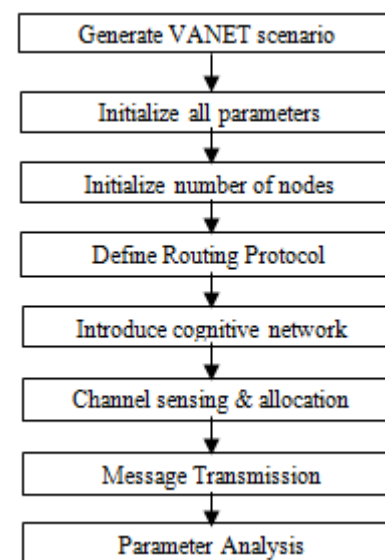 Generate VANET scenario
Initialize all parameters
Initialize number of nodes
Define Routing Protocol
Introduce cognitive network
Channel sensing & allocation
Message Transmission
Parameter Analysis